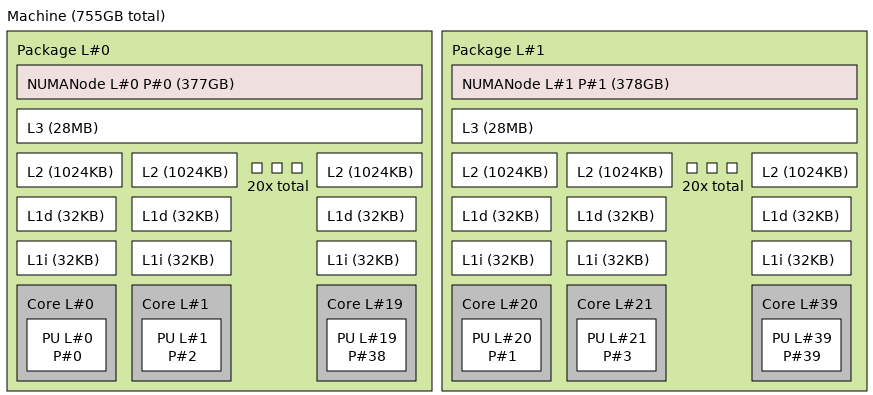 Machine (755GB total)
Package L#0
NUMANode L#0 P#0 (377GB)
L3 (28MB)
L2 (1024KB)
L2 (1024KB)
20x total
L2 (1024KB)
L1d (32KB)
L1d (32KB)
L1d (32KB)
L1i (32KB)
L1i (32KB)
L1i (32KB)
Core L#0
PU L#0
P#0
Core L#1
PU L#1
P#2
Core L#19
PU L#19
P#38
Package L#1
NUMANode L#1 P#1 (378GB)
L3 (28MB)
L2 (1024KB)
L2 (1024KB)
20x total
L2 (1024KB)
L1d (32KB)
L1d (32KB)
L1d (32KB)
L1i (32KB)
L1i (32KB)
L1i (32KB)
Core L#20
PU L#20
P#1
Core L#21
PU L#21
P#3
Core L#39
PU L#39
P#39